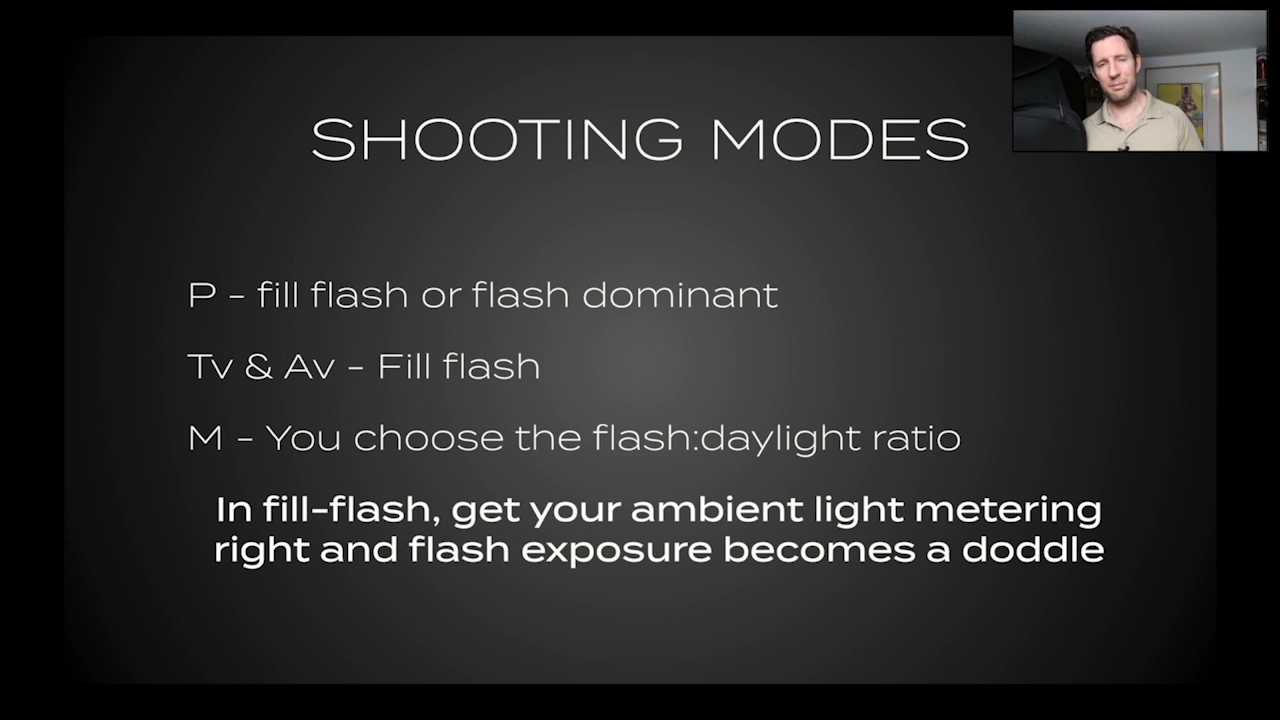 SHOOTING MODES
P - fill flash or flash dominant
Tv & Av - Fill flash
M - You choose the flash:daylight ratio
In fill-flash, get your ambient light metering
right and flash exposure becomes a doddle